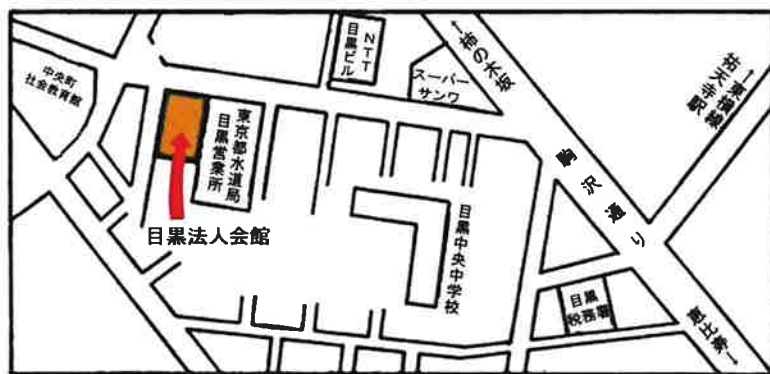 中央町
社会教育館
東京都水道局
目黒営業所
目黒法人会館
NTT
目黒ビル
スーパー
サンワ
←柿の木坂
駒沢通り
↑東横線
祐天寺駅
目黒中央中学校
目黒
税務署
恵比寿→